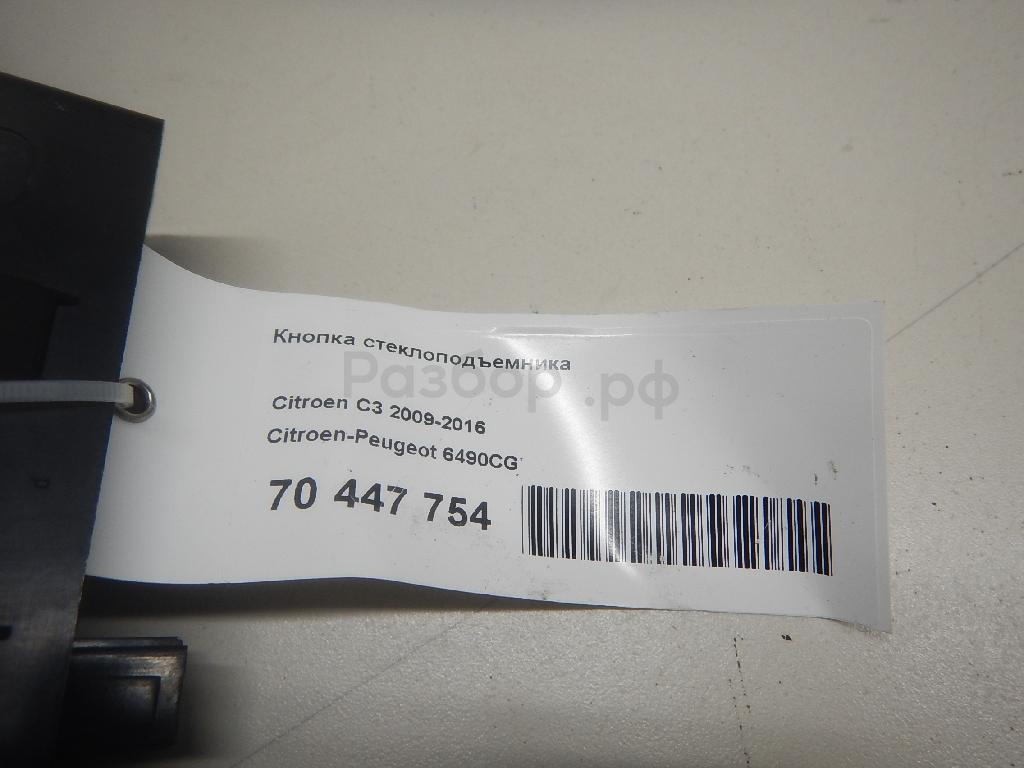 Кнопка стеклоподъемника
Разбор.рф
Citroen C3 2009-2016
Citroen-Peugeot 6490CG
70 447 754